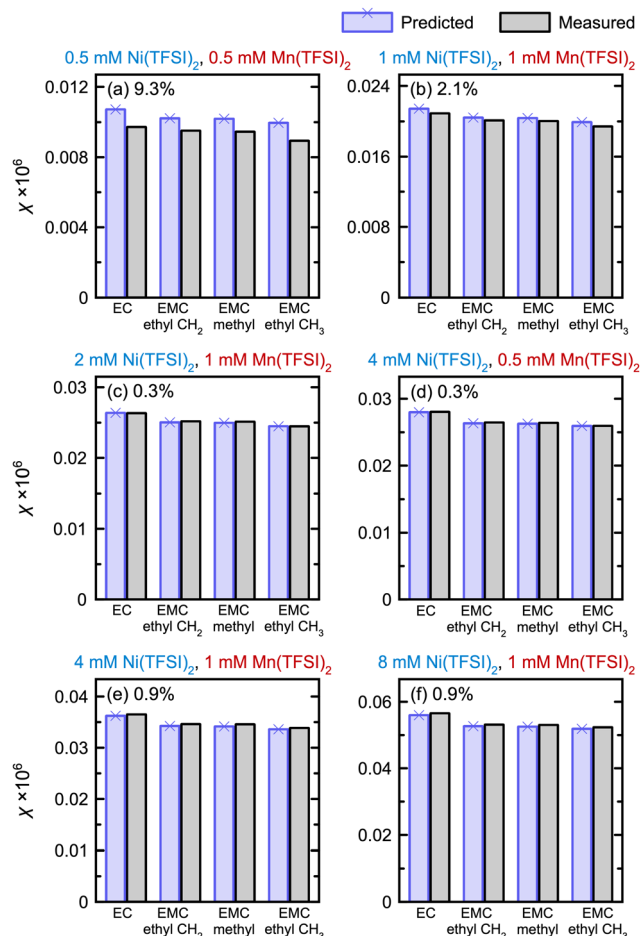 Predicted Measured
0.5 mM Ni(TFSI)₂, 0.5 mM Mn(TFSI)₂
(a) 9.3%
χ ×10⁶
0.012
0.008
0.004
0
EC
EMC ethyl CH₂
EMC methyl
EMC ethyl CH₃
1 mM Ni(TFSI)₂, 1 mM Mn(TFSI)₂
(b) 2.1%
0.024
0.016
0.008
0
EC
EMC ethyl CH₂
EMC methyl
EMC ethyl CH₃
2 mM Ni(TFSI)₂, 1 mM Mn(TFSI)₂
(c) 0.3%
χ ×10⁶
0.03
0.02
0.01
0
EC
EMC ethyl CH₂
EMC methyl
EMC ethyl CH₃
4 mM Ni(TFSI)₂, 0.5 mM Mn(TFSI)₂
(d) 0.3%
0.03
0.02
0.01
0
EC
EMC ethyl CH₂
EMC methyl
EMC ethyl CH₃
4 mM Ni(TFSI)₂, 1 mM Mn(TFSI)₂
(e) 0.9%
χ ×10⁶
0.04
0.03
0.02
0.01
0
EC
EMC ethyl CH₂
EMC methyl
EMC ethyl CH₃
8 mM Ni(TFSI)₂, 1 mM Mn(TFSI)₂
(f) 0.9%
0.06
0.04
0.02
0
EC
EMC ethyl CH₂
EMC methyl
EMC ethyl CH₃